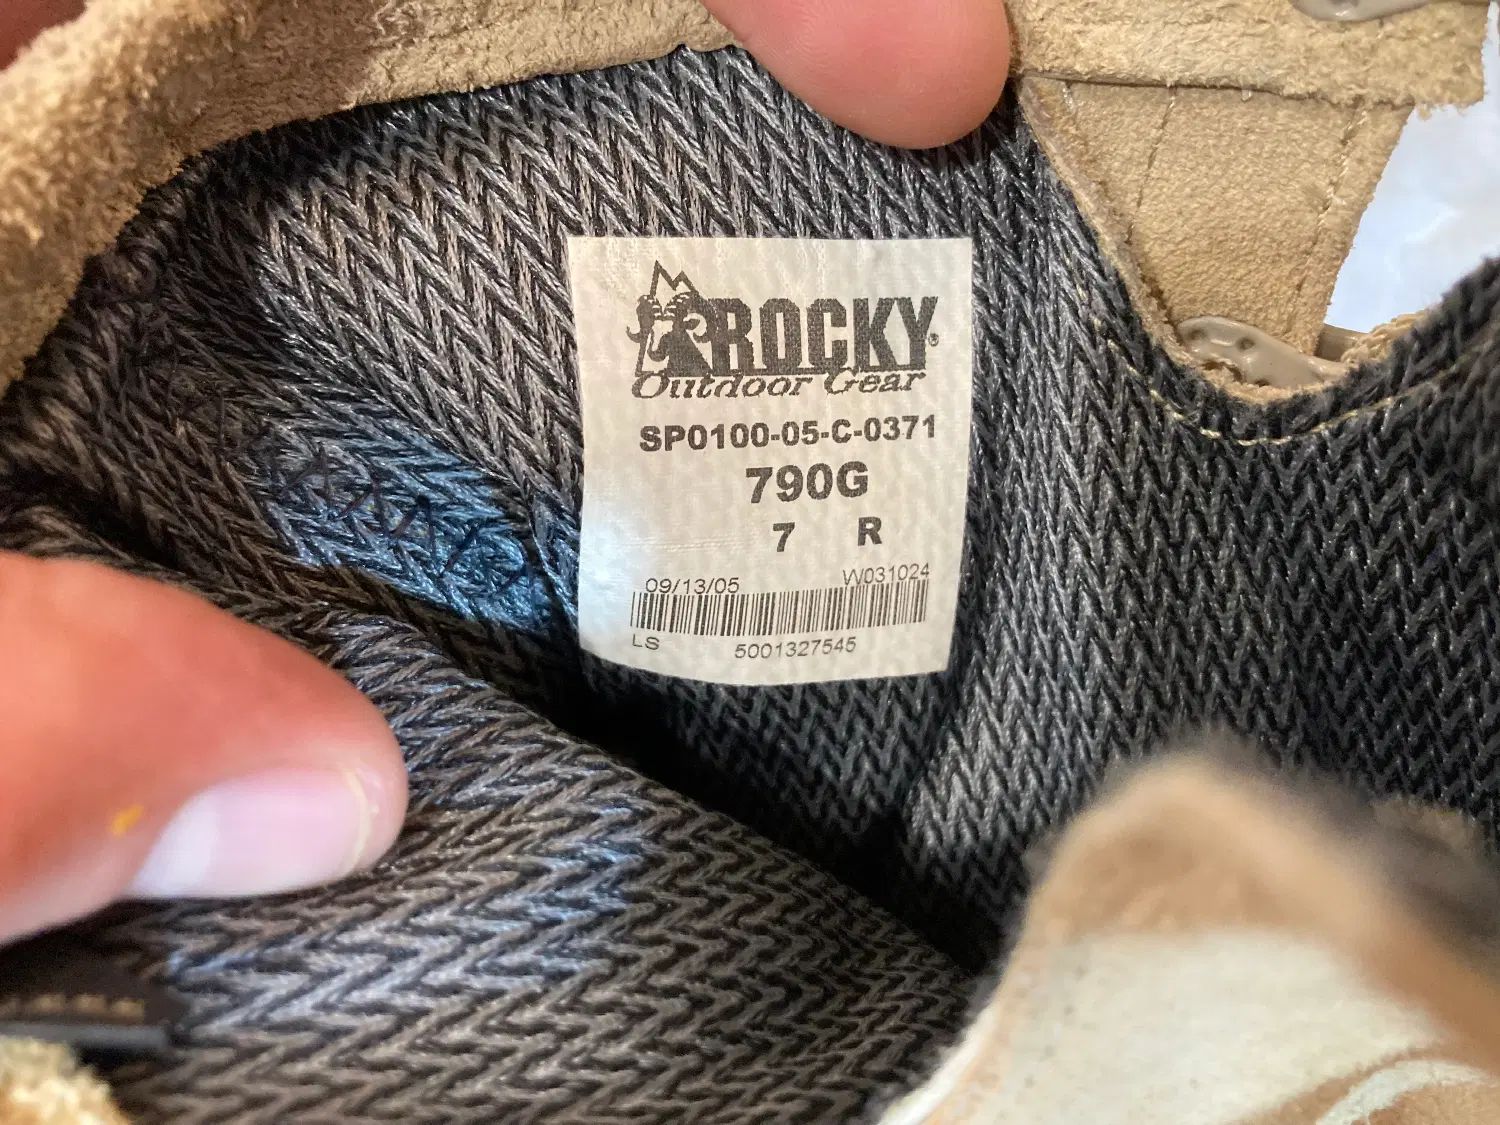 ROCKY®
Outdoor Gear
SP0100-05-C-0371
790G
7 R
09/13/05 W031024
LS 5001327545